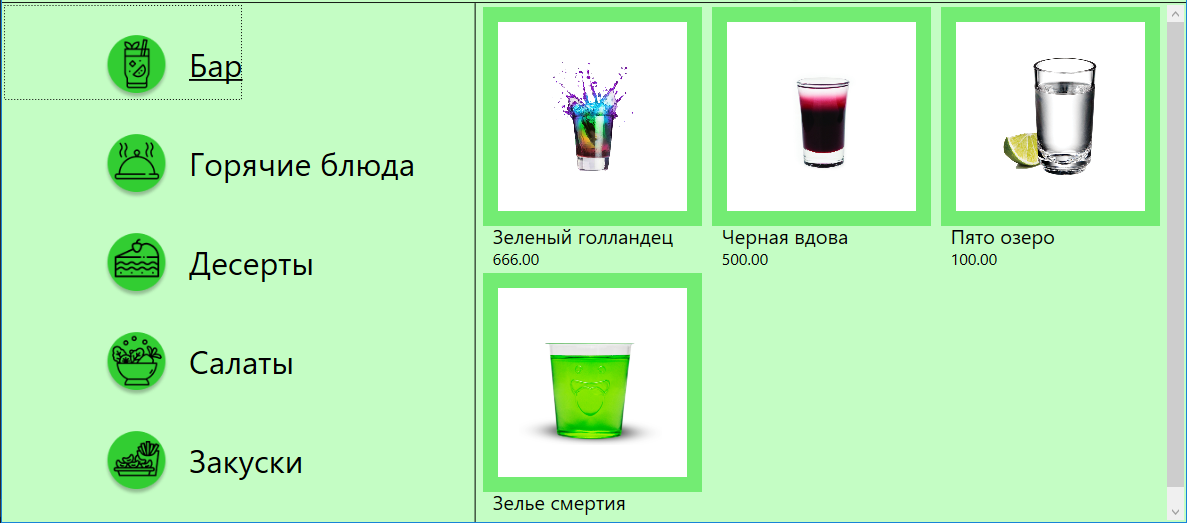 Бар
Горячие блюда
Десерты
Салаты
Закуски
Зеленый голландец
666.00
Черная вдова
500.00
Пято озеро
100.00
Зелье смертия